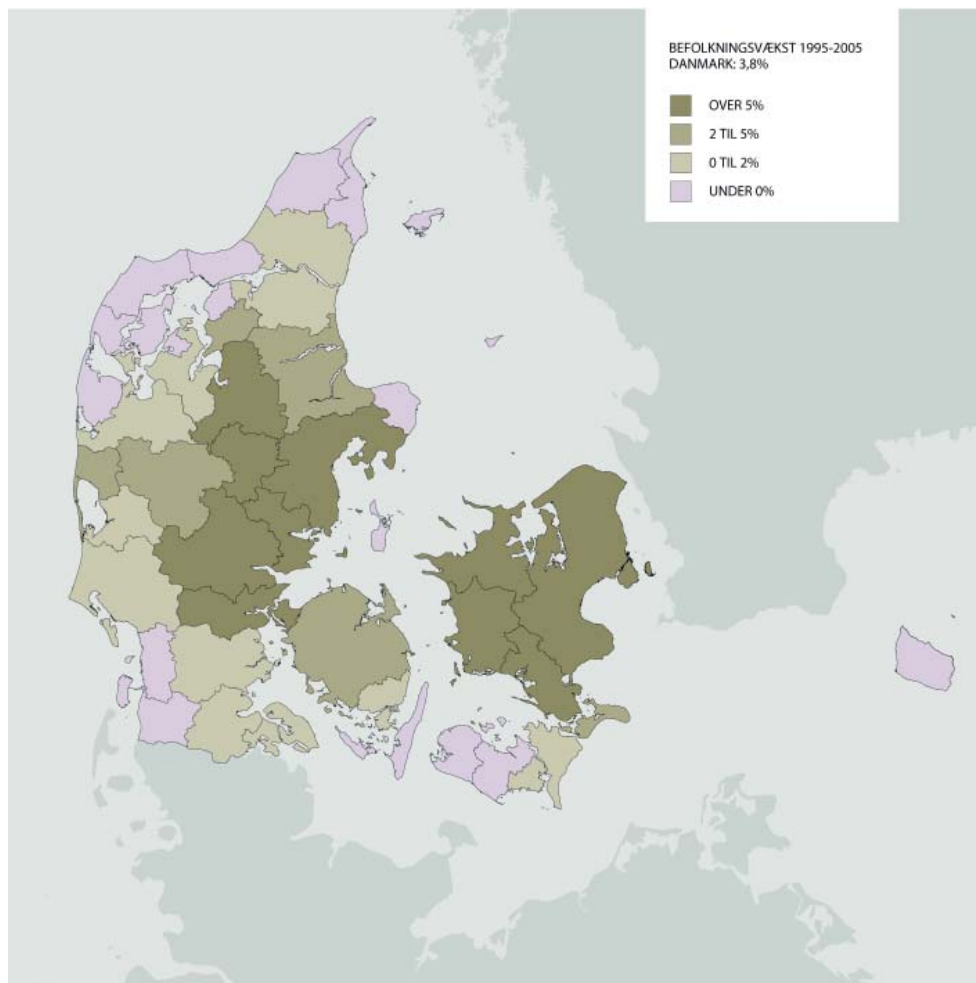 BEFOLKNINGSVÆKST 1995-2005
DANMARK: 3,8%
OVER 5%
2 TIL 5%
0 TIL 2%
UNDER 0%